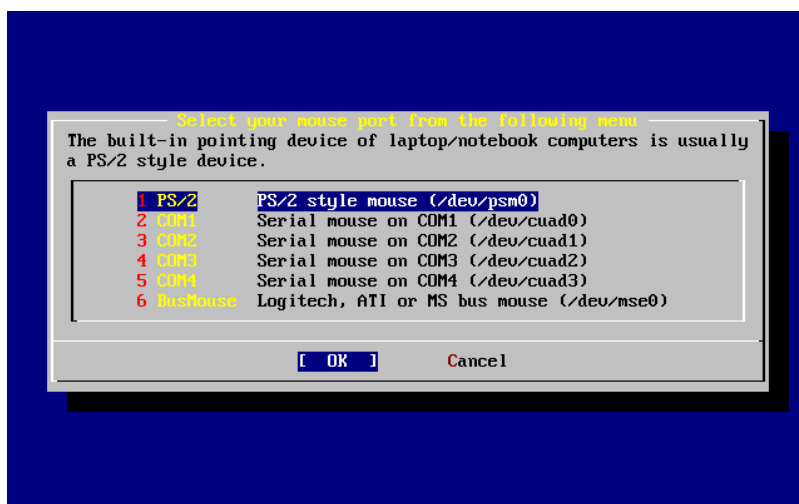 Select your mouse port from the following menu
The built-in pointing device of laptop/notebook computers is usually
a PS/2 style device.
1 PS/2 PS/2 style mouse (/dev/psm0)
2 COM1 Serial mouse on COM1 (/dev/cuad0)
3 COM2 Serial mouse on COM2 (/dev/cuad1)
4 COM3 Serial mouse on COM3 (/dev/cuad2)
5 COM4 Serial mouse on COM4 (/dev/cuad3)
6 BusMouse Logitech, ATI or MS bus mouse (/dev/mse0)
[ OK ] Cancel